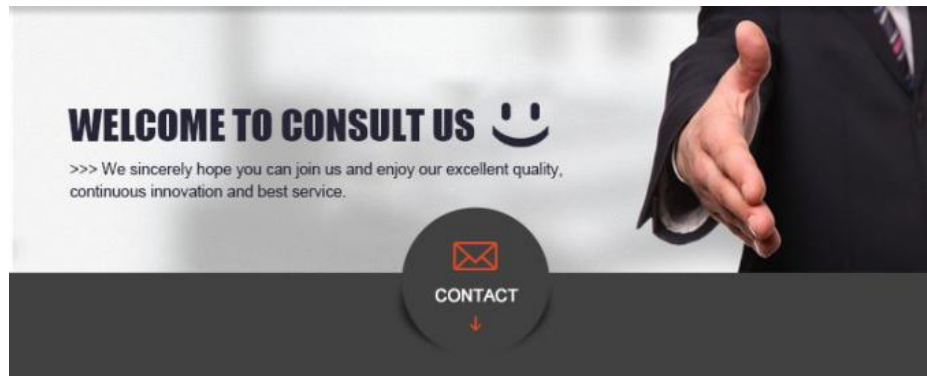 WELCOME TO CONSULT US
>>> We sincerely hope you can join us and enjoy our excellent quality,
continuous innovation and best service.
CONTACT